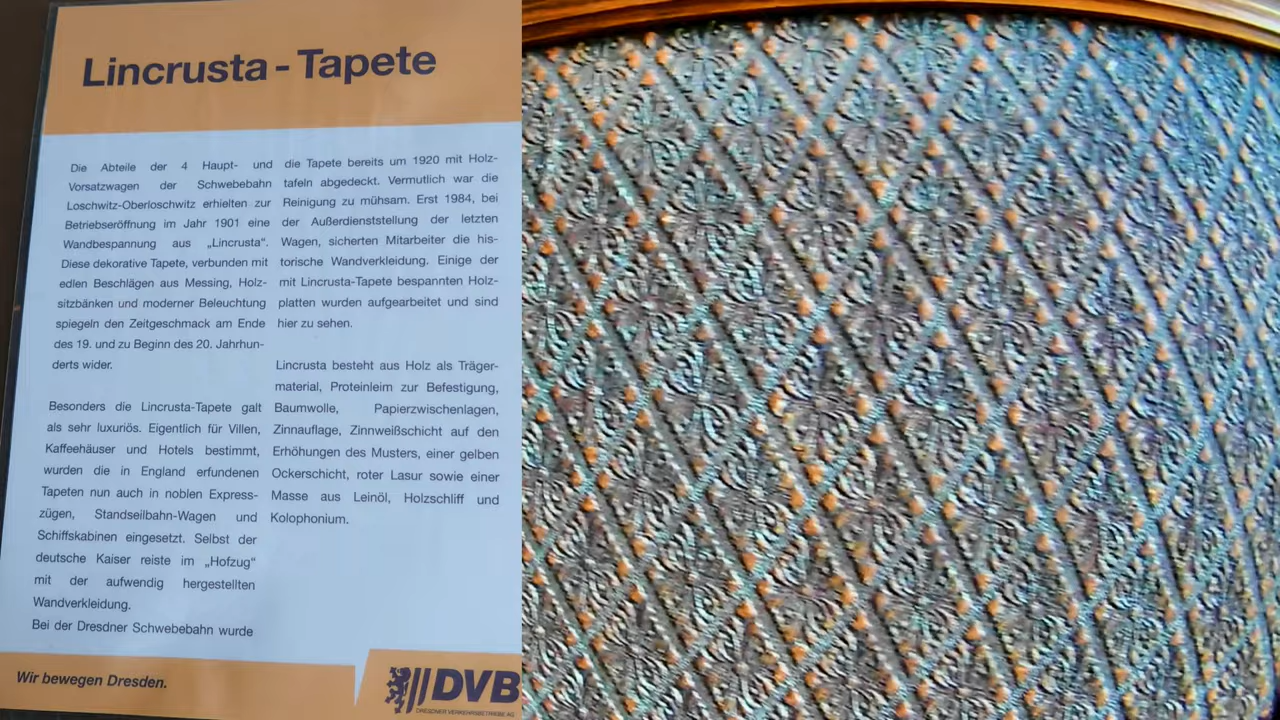 Lincrusta - Tapete
Die Abteile der 4 Haupt- und
Vorsatzwagen der Schwebebahn
Loschwitz-Oberloschwitz erhielten zur
Betriebseröffnung im Jahr 1901 eine
Wandbespannung aus „Lincrusta“.
Diese dekorative Tapete, verbunden mit
edlen Beschlägen aus Messing, Holz-
sitzbänken und moderner Beleuchtung
spiegeln den Zeitgeschmack am Ende
des 19. und zu Beginn des 20. Jahrhun-
derts wider.
Besonders die Lincrusta-Tapete galt
als sehr luxuriös. Eigentlich für Villen,
Kaffeehäuser und Hotels bestimmt,
wurden die in England erfundenen
Tapeten nun auch in noblen Express-
zügen, Standseilbahn-Wagen und
Schiffskabinen eingesetzt. Selbst der
deutsche Kaiser reiste im „Hofzug“
mit der aufwendig hergestellten
Wandverkleidung.
Bei der Dresdner Schwebebahn wurde
die Tapete bereits um 1920 mit Holz-
tafeln abgedeckt. Vermutlich war die
Reinigung zu mühsam. Erst 1984, bei
der Außerdienststellung der letzten
Wagen, sicherten Mitarbeiter die his-
torische Wandverkleidung. Einige der
mit Lincrusta-Tapete bespannten Holz-
platten wurden aufgearbeitet und sind
hier zu sehen.
Lincrusta besteht aus Holz als Träger-
material, Proteinleim zur Befestigung,
Baumwolle, Papierzwischenlagen,
Zinnauflage, Zinnweißschicht auf den
Erhöhungen des Musters, einer gelben
Ockerschicht, roter Lasur sowie einer
Masse aus Leinöl, Holzschliff und
Kolophonium.
Wir bewegen Dresden.
DVB
DRESDNER VERKEHRSBETRIEBE AG